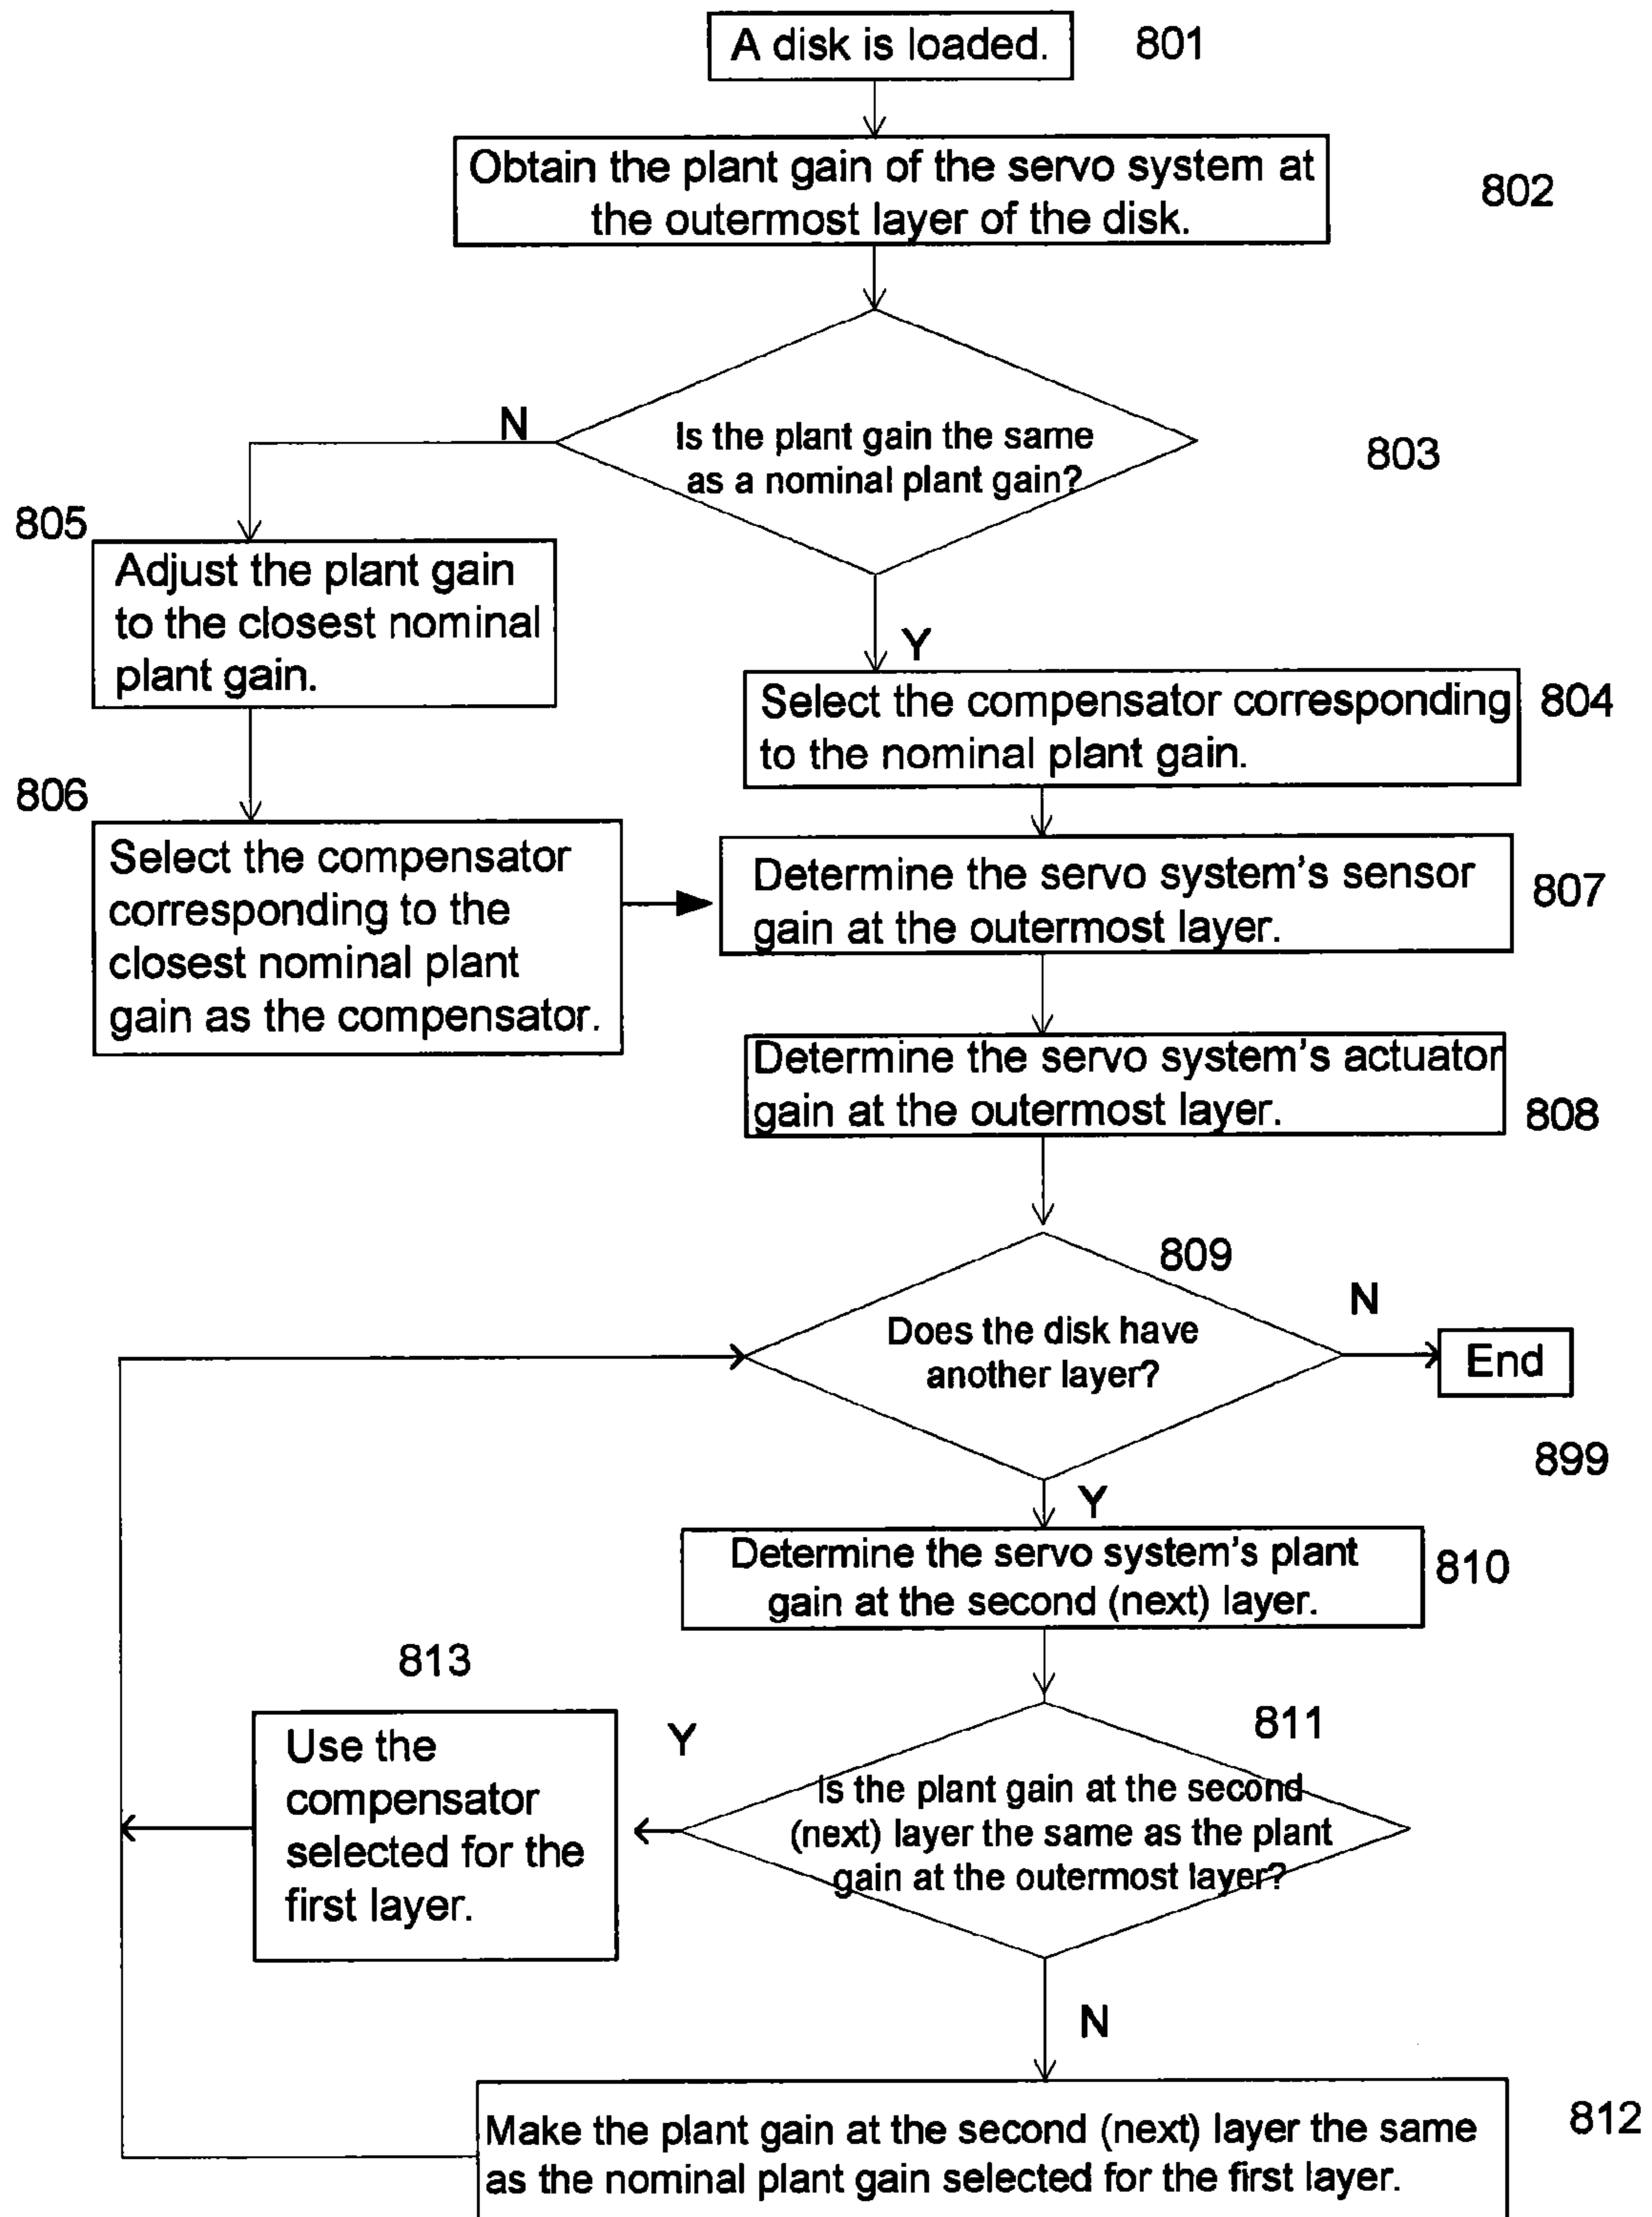 A disk is loaded.
801
Obtain the plant gain of the servo system at
the outermost layer of the disk.
802
N
Is the plant gain the same
as a nominal plant gain?
803
805
Adjust the plant gain
to the closest nominal
plant gain.
Y
Select the compensator corresponding
to the nominal plant gain.
804
806
Select the compensator
corresponding to the
closest nominal plant
gain as the compensator.
Determine the servo system's sensor
gain at the outermost layer.
807
Determine the servo system's actuator
gain at the outermost layer.
808
809
Does the disk have
another layer?
N
End
899
Y
Determine the servo system's plant
gain at the second (next) layer.
810
813
Use the
compensator
selected for the
first layer.
Y
811
Is the plant gain at the second
(next) layer the same as the plant
gain at the outermost layer?
N
Make the plant gain at the second (next) layer the same
as the nominal plant gain selected for the first layer.
812